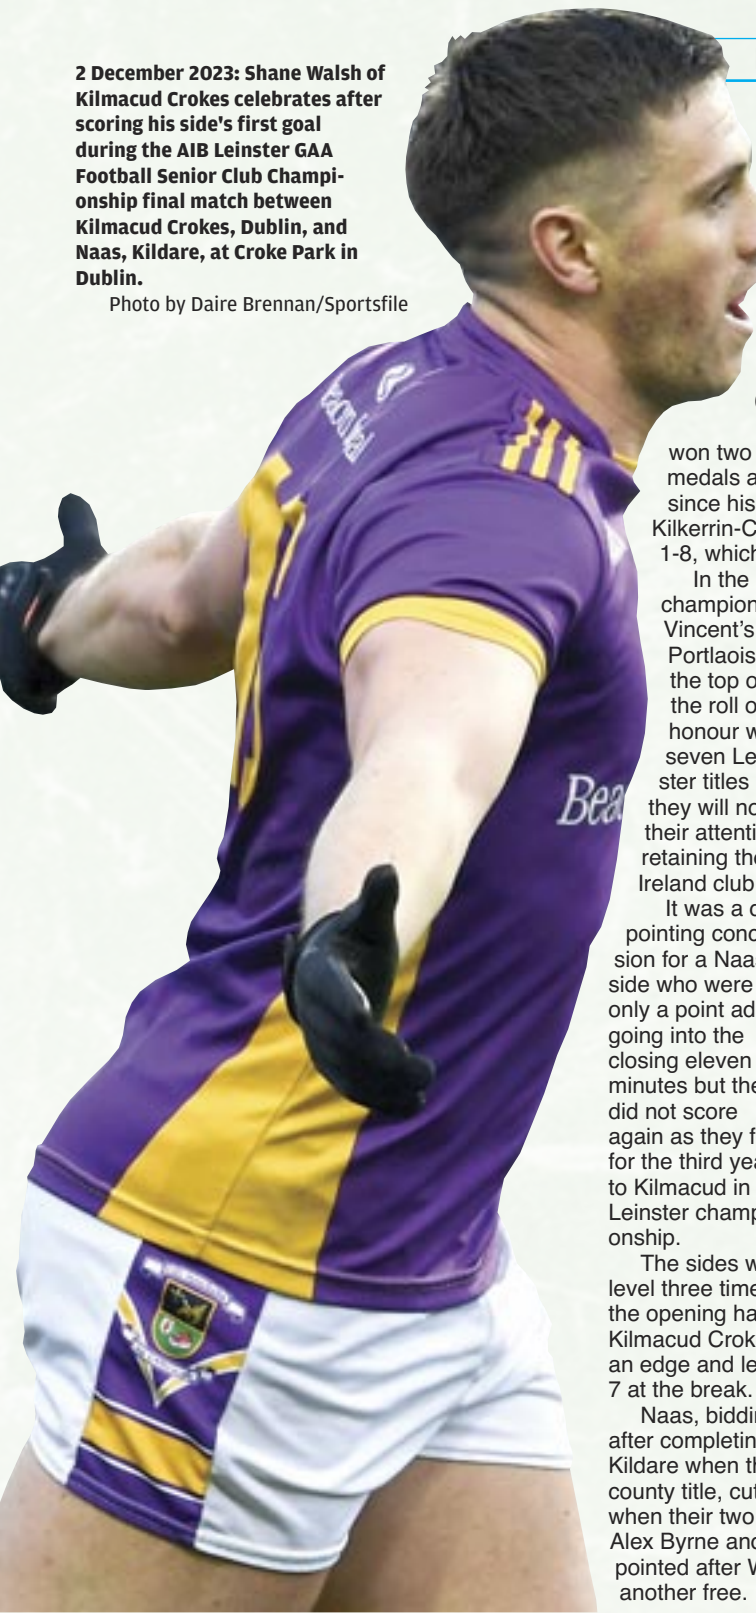 2 December 2023: Shane Walsh of
Kilmacud Crokes celebrates after
scoring his side's first goal
during the AIB Leinster GAA
Football Senior Club Champi-
onship final match between
Kilmacud Crokes, Dublin, and
Naas, Kildare, at Croke Park in
Dublin.
Photo by Daire Brennan/Sportsfile
won two
medals a
since his
Kilkerrin-C
1-8, which
In the
champion
Vincent's
Portlaois
the top o
the roll o
honour w
seven Le
ster titles
they will no
their attenti
retaining the
Ireland club
It was a d
pointing conc
sion for a Naa
side who were
only a point ad
going into the
closing eleven
minutes but the
did not score
again as they f
for the third yea
to Kilmacud in
Leinster champ
onship.
The sides w
level three time
the opening ha
Kilmacud Crok
an edge and le
7 at the break.
Naas, biddi
after completin
Kildare when th
county title, cut
when their two
Alex Byrne and
pointed after W
another free.
Bea